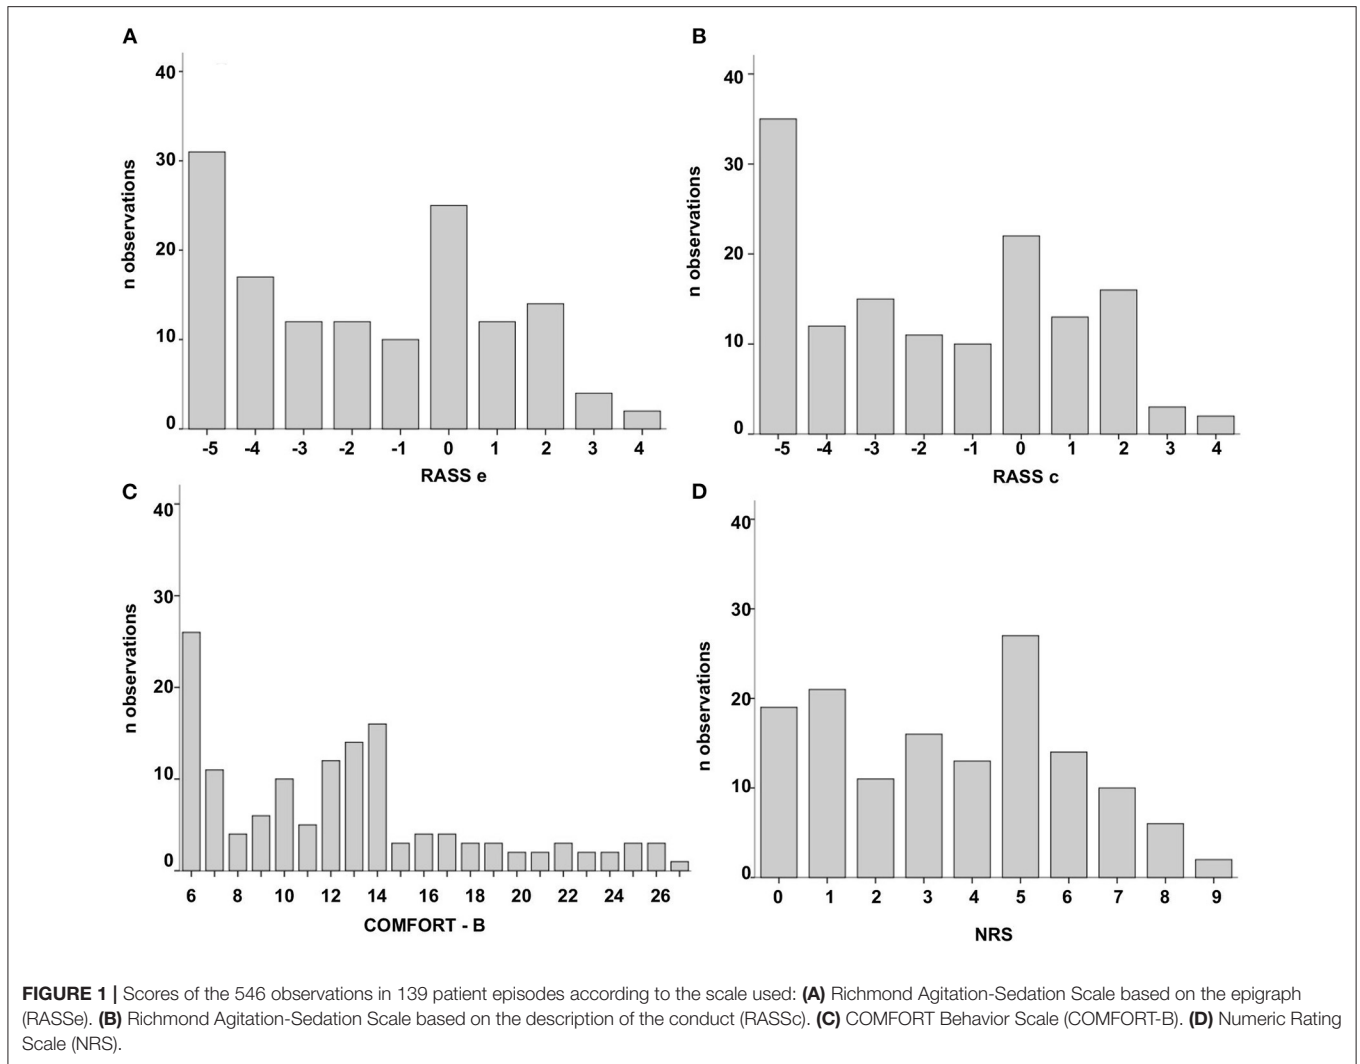 A
40
30
20
10
0
n observations
-5 -4 -3 -2 -1 0 1 2 3 4
RASS e
B
40
30
20
10
0
n observations
-5 -4 -3 -2 -1 0 1 2 3 4
RASS c
C
40
30
20
10
0
n observations
6 8 10 12 14 16 18 20 22 24 26
COMFORT - B
D
40
30
20
10
0
n observations
0 1 2 3 4 5 6 7 8 9
NRS
FIGURE 1 | Scores of the 546 observations in 139 patient episodes according to the scale used: (A) Richmond Agitation-Sedation Scale based on the epigraph
(RASSe). (B) Richmond Agitation-Sedation Scale based on the description of the conduct (RASSc). (C) COMFORT Behavior Scale (COMFORT-B). (D) Numeric Rating
Scale (NRS).